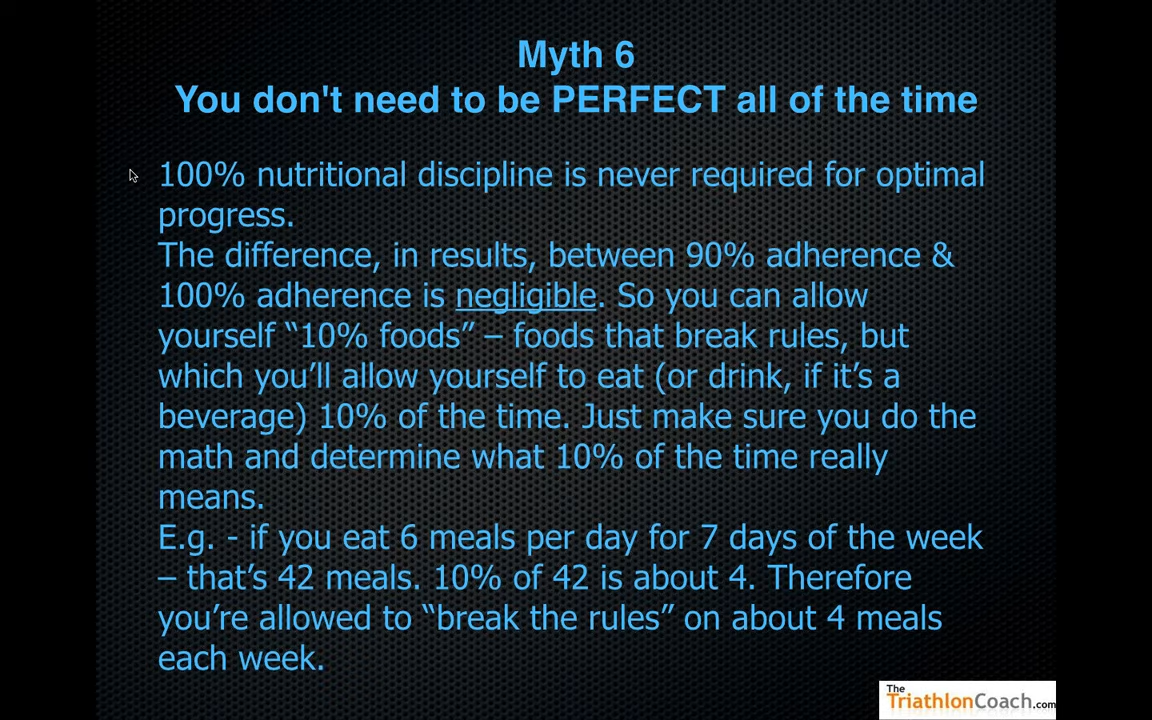 Myth 6
You don't need to be PERFECT all of the time
100% nutritional discipline is never required for optimal
progress.
The difference, in results, between 90% adherence &
100% adherence is negligible. So you can allow
yourself “10% foods” – foods that break rules, but
which you’ll allow yourself to eat (or drink, if it’s a
beverage) 10% of the time. Just make sure you do the
math and determine what 10% of the time really
means.
E.g. - if you eat 6 meals per day for 7 days of the week
– that’s 42 meals. 10% of 42 is about 4. Therefore
you’re allowed to “break the rules” on about 4 meals
each week.
The
TriathlonCoach.com